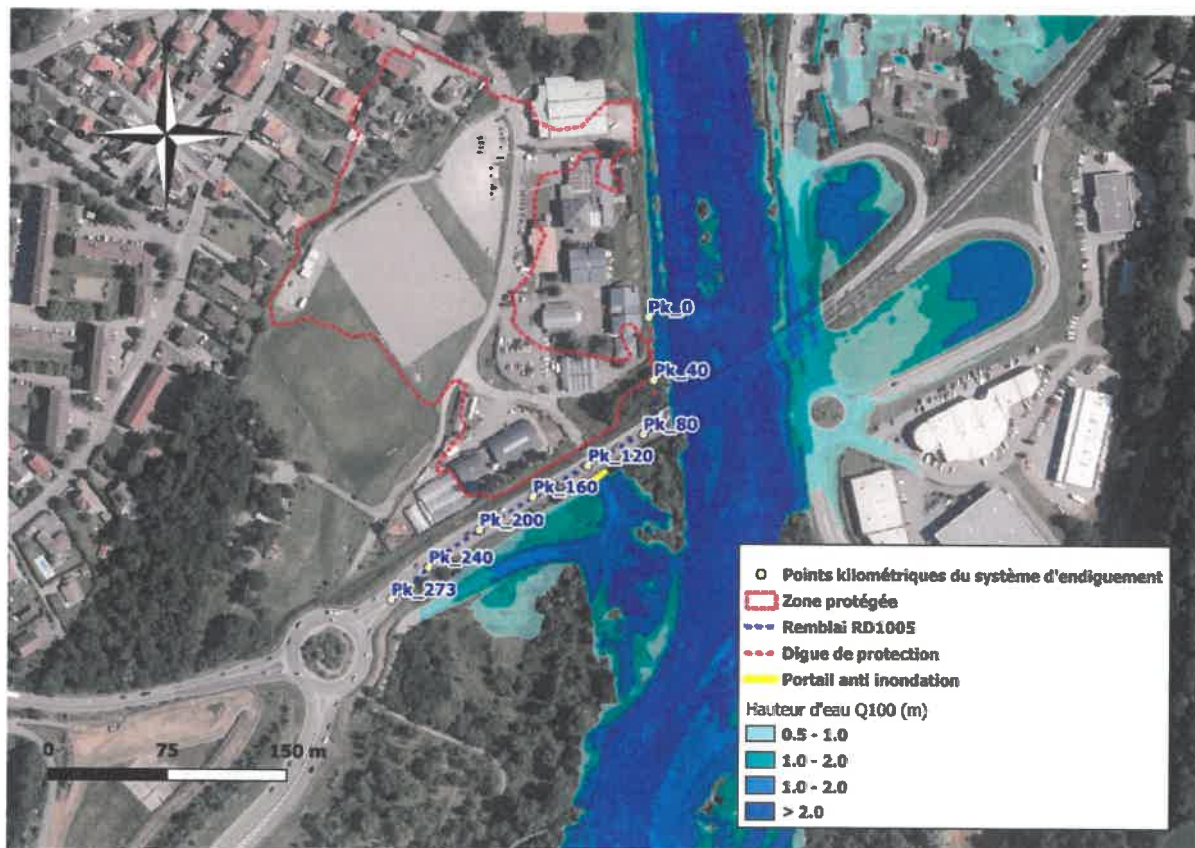 Pk_0
Pk_40
Pk_80
Pk_120
Pk_160
Pk_200
Pk_240
Pk_273
Points kilométriques du système d'endiguement
Zone protégée
Remblai RD1005
Digue de protection
Portail anti inondation
Hauteur d'eau Q100 (m)
0.5 - 1.0
1.0 - 2.0
1.0 - 2.0
> 2.0
0 75 150 m